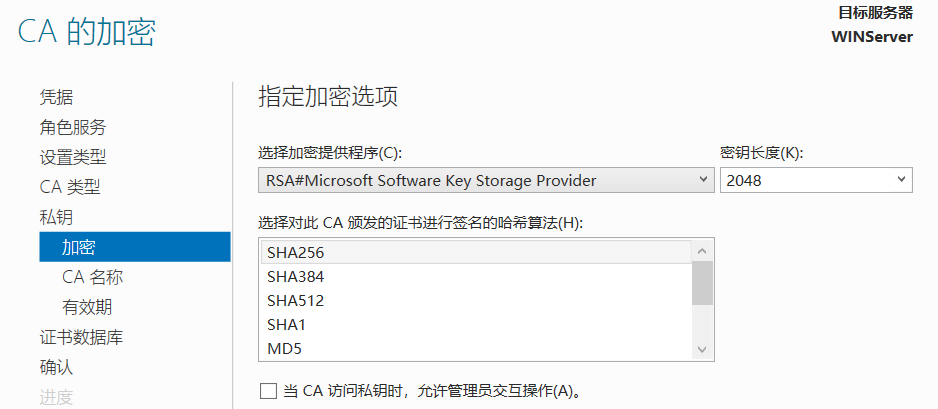 CA 的加密
目标服务器
WINServer
凭据
角色服务
设置类型
CA 类型
私钥
加密
CA 名称
有效期
证书数据库
确认
进度
指定加密选项
选择加密提供程序(C):
密钥长度(K):
RSA#Microsoft Software Key Storage Provider
2048
选择对此 CA 颁发的证书进行签名的哈希算法(H):
SHA256
SHA384
SHA512
SHA1
MD5
当 CA 访问私钥时，允许管理员交互操作(A)。